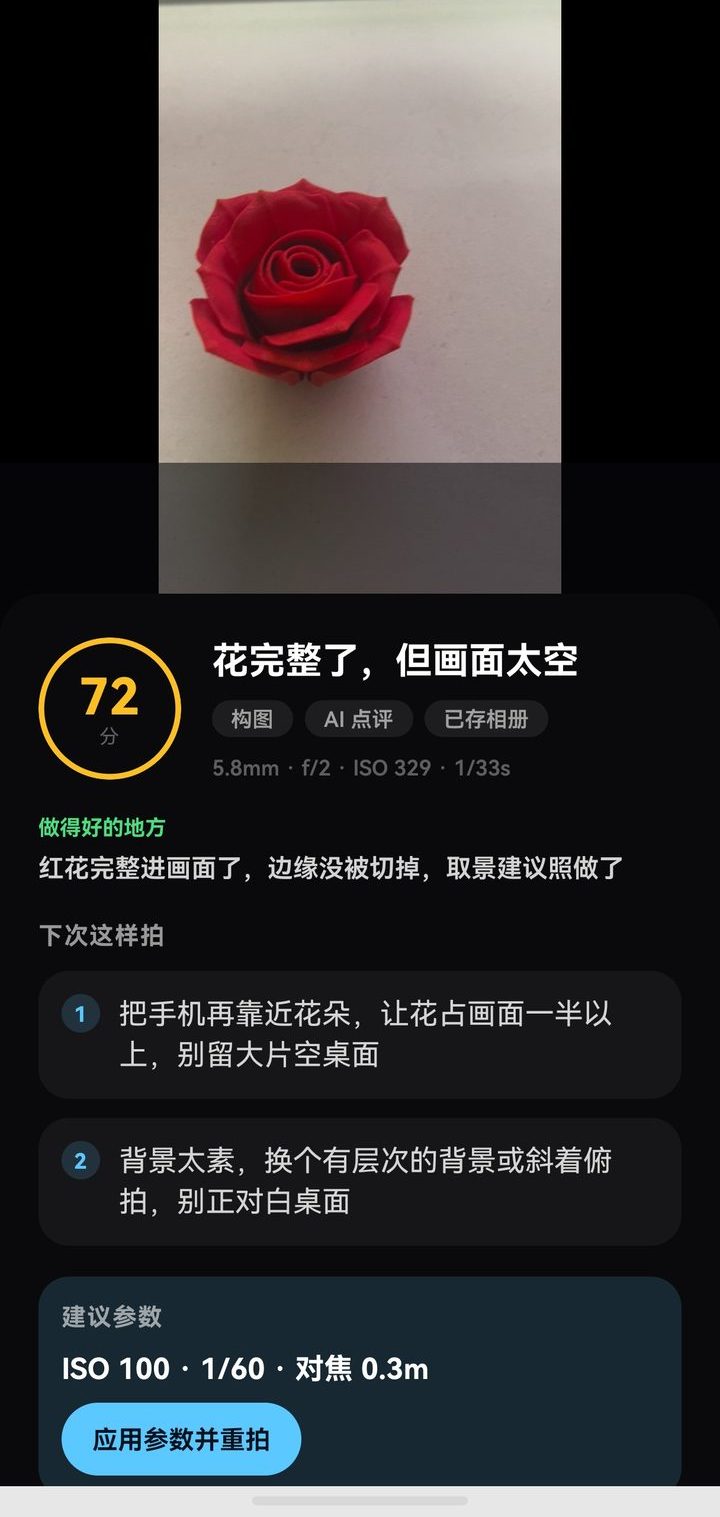 72
分
花完整了，但画面太空
构图
AI 点评
已存相册
5.8mm · f/2 · ISO 329 · 1/33s
做得好的地方
红花完整进画面了，边缘没被切掉，取景建议照做了
下次这样拍
1
把手机再靠近花朵，让花占画面一半以
上，别留大片空桌面
2
背景太素，换个有层次的背景或斜着俯
拍，别正对白桌面
建议参数
ISO 100 · 1/60 · 对焦 0.3m
应用参数并重拍